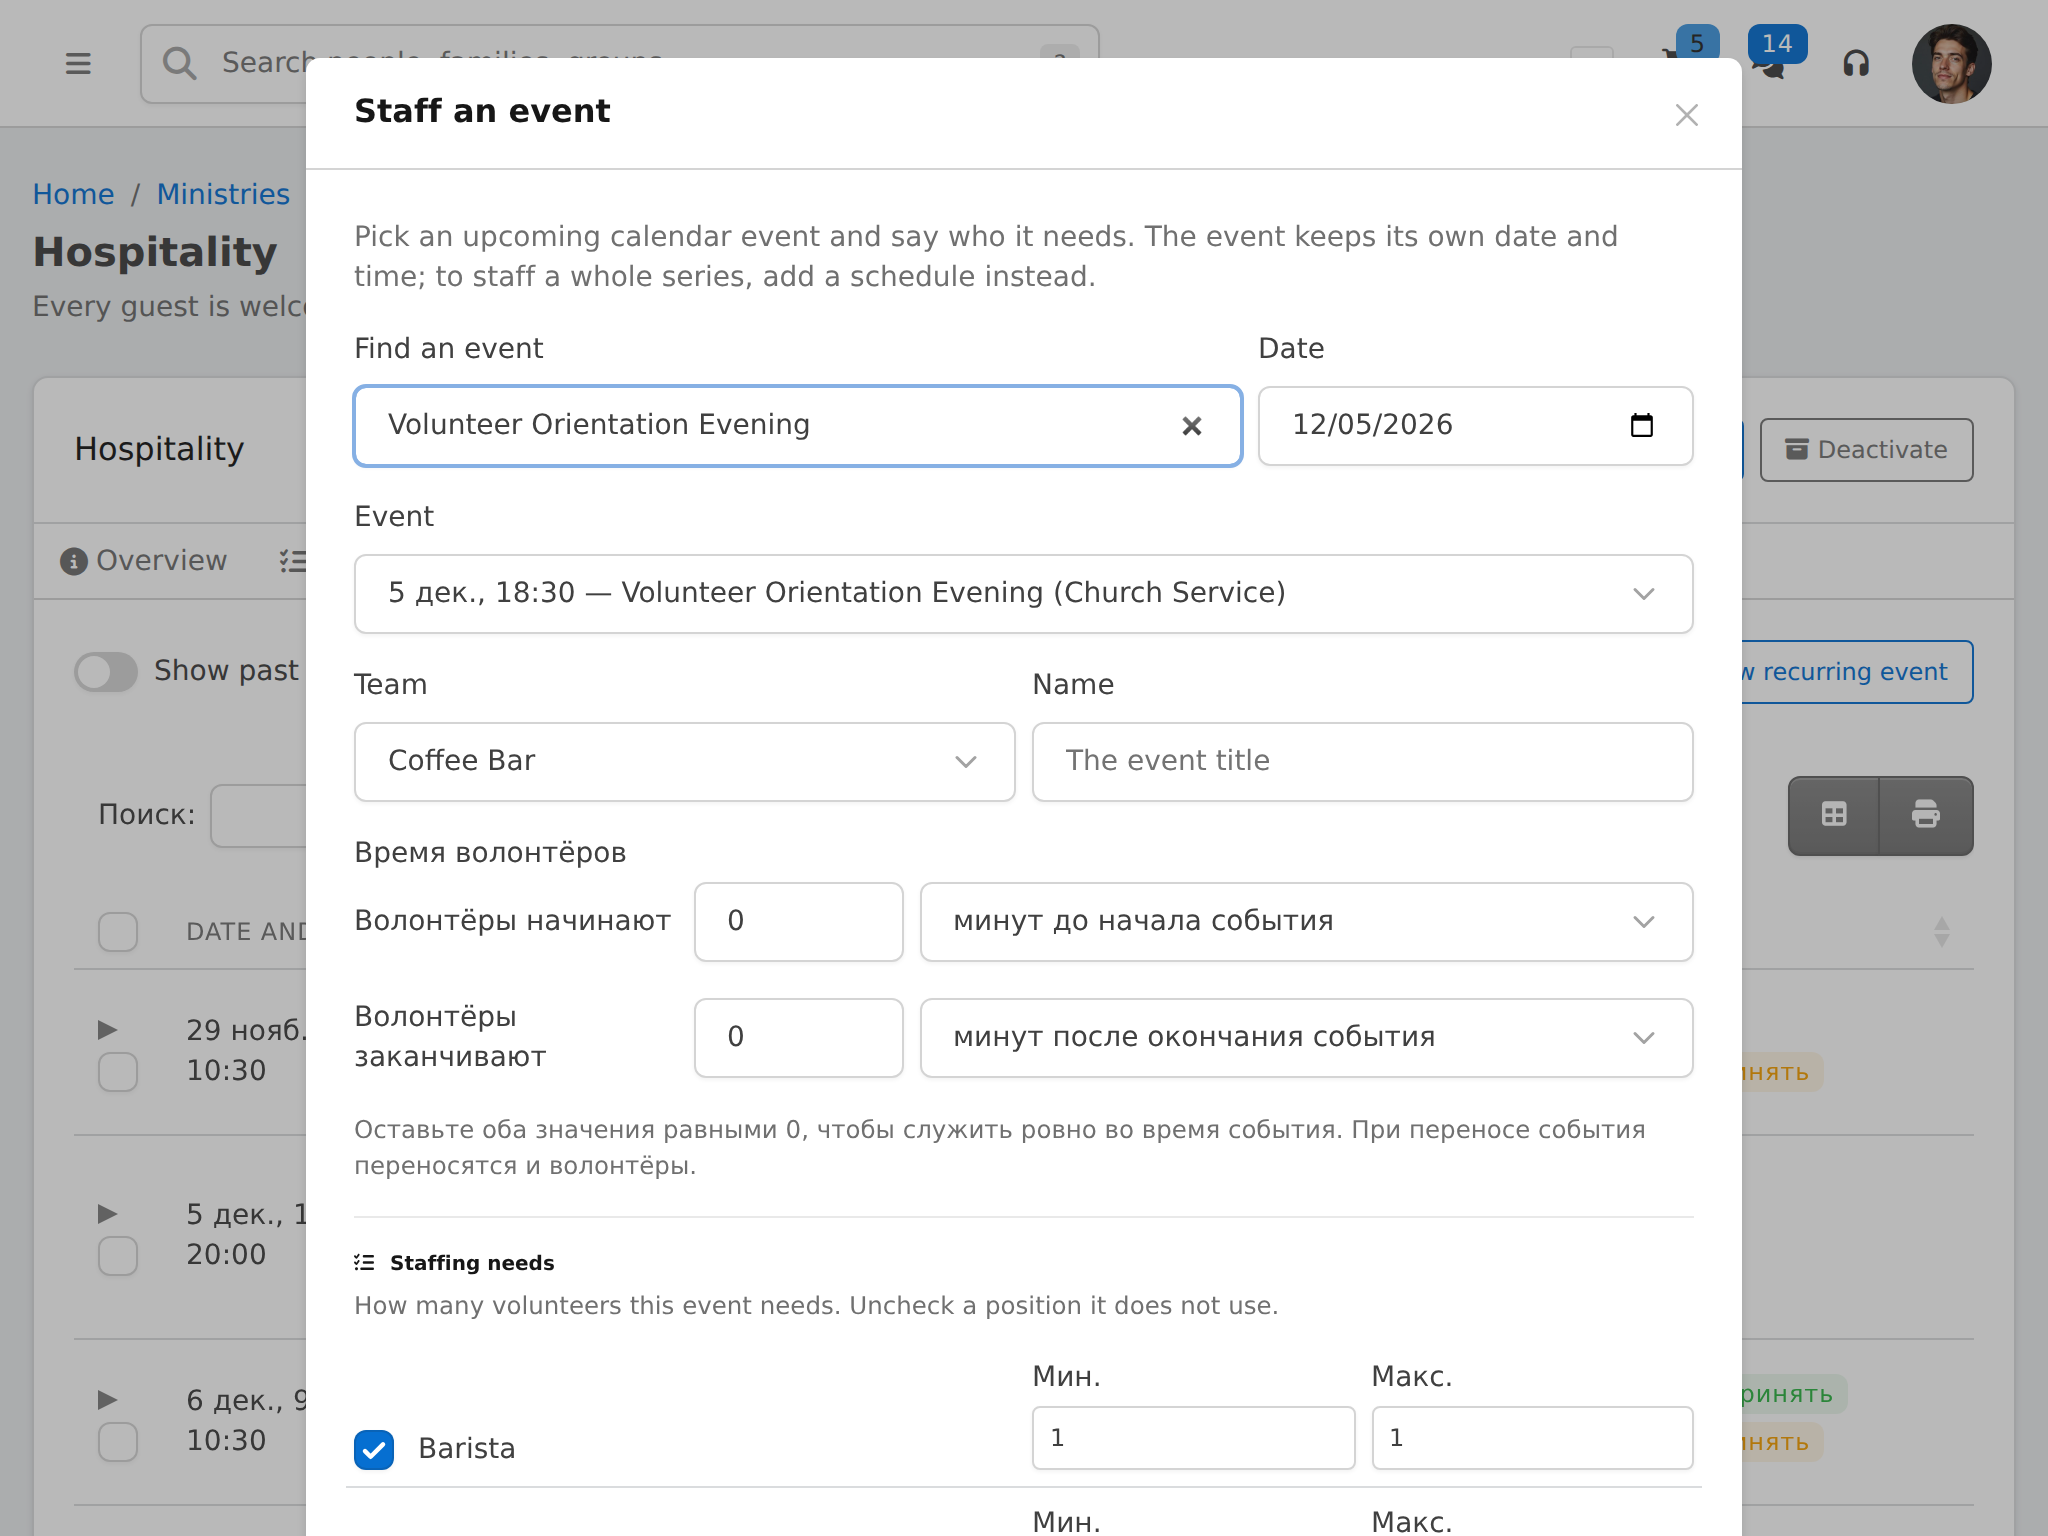 5
14
Staff an event
Home / Ministries
Hospitality
Every guest is
Pick an upcoming calendar event and say who it needs. The event keeps its own date and
time; to staff a whole series, add a schedule instead.
Find an event
Date
Volunteer Orientation Evening
12/05/2026
Hospitality
Deactivate
Event
Overview
5 дек., 18:30 — Volunteer Orientation Evening (Church Service)
Show past
recurring event
Team
Name
Coffee Bar
The event title
Поиск:
Время волонтёров
Волонтёры начинают
0
минут до начала события
DATE AND
29 нояб.
10:30
Волонтёры
заканчивают
0
минут после окончания события
Оставьте оба значения равными 0, чтобы служить ровно во время события. При переносе события
переносятся и волонтёры.
5 дек.,
20:00
Staffing needs
How many volunteers this event needs. Uncheck a position it does not use.
6 дек.,
10:30
Мин.
Макс.
Barista
1
1
Мин.
Макс.